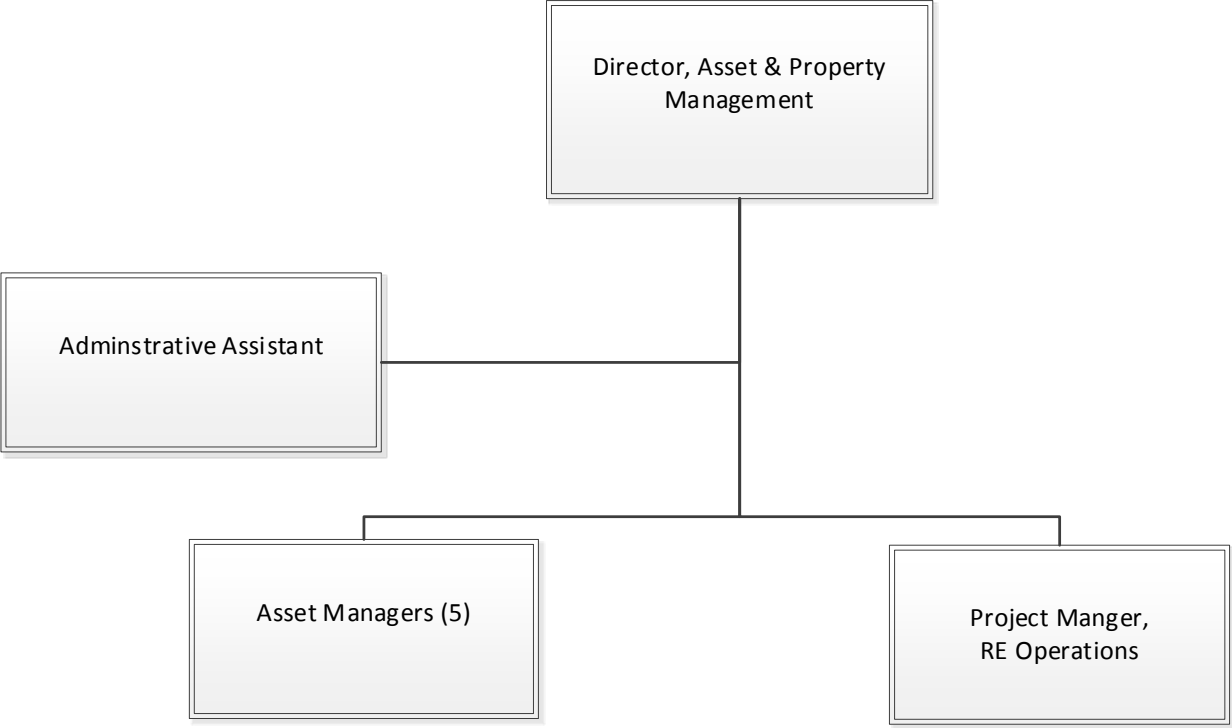 Director, Asset & Property
Management
Adminstrative Assistant
Asset Managers (5)
Project Manger,
RE Operations